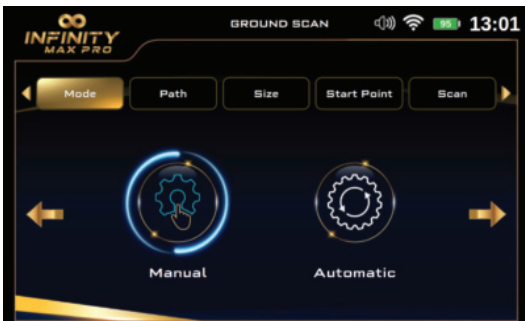 INFINITY
MAX PRO
GROUND SCAN
95
13:01
Mode
Path
Size
Start Point
Scan
Manual
Automatic